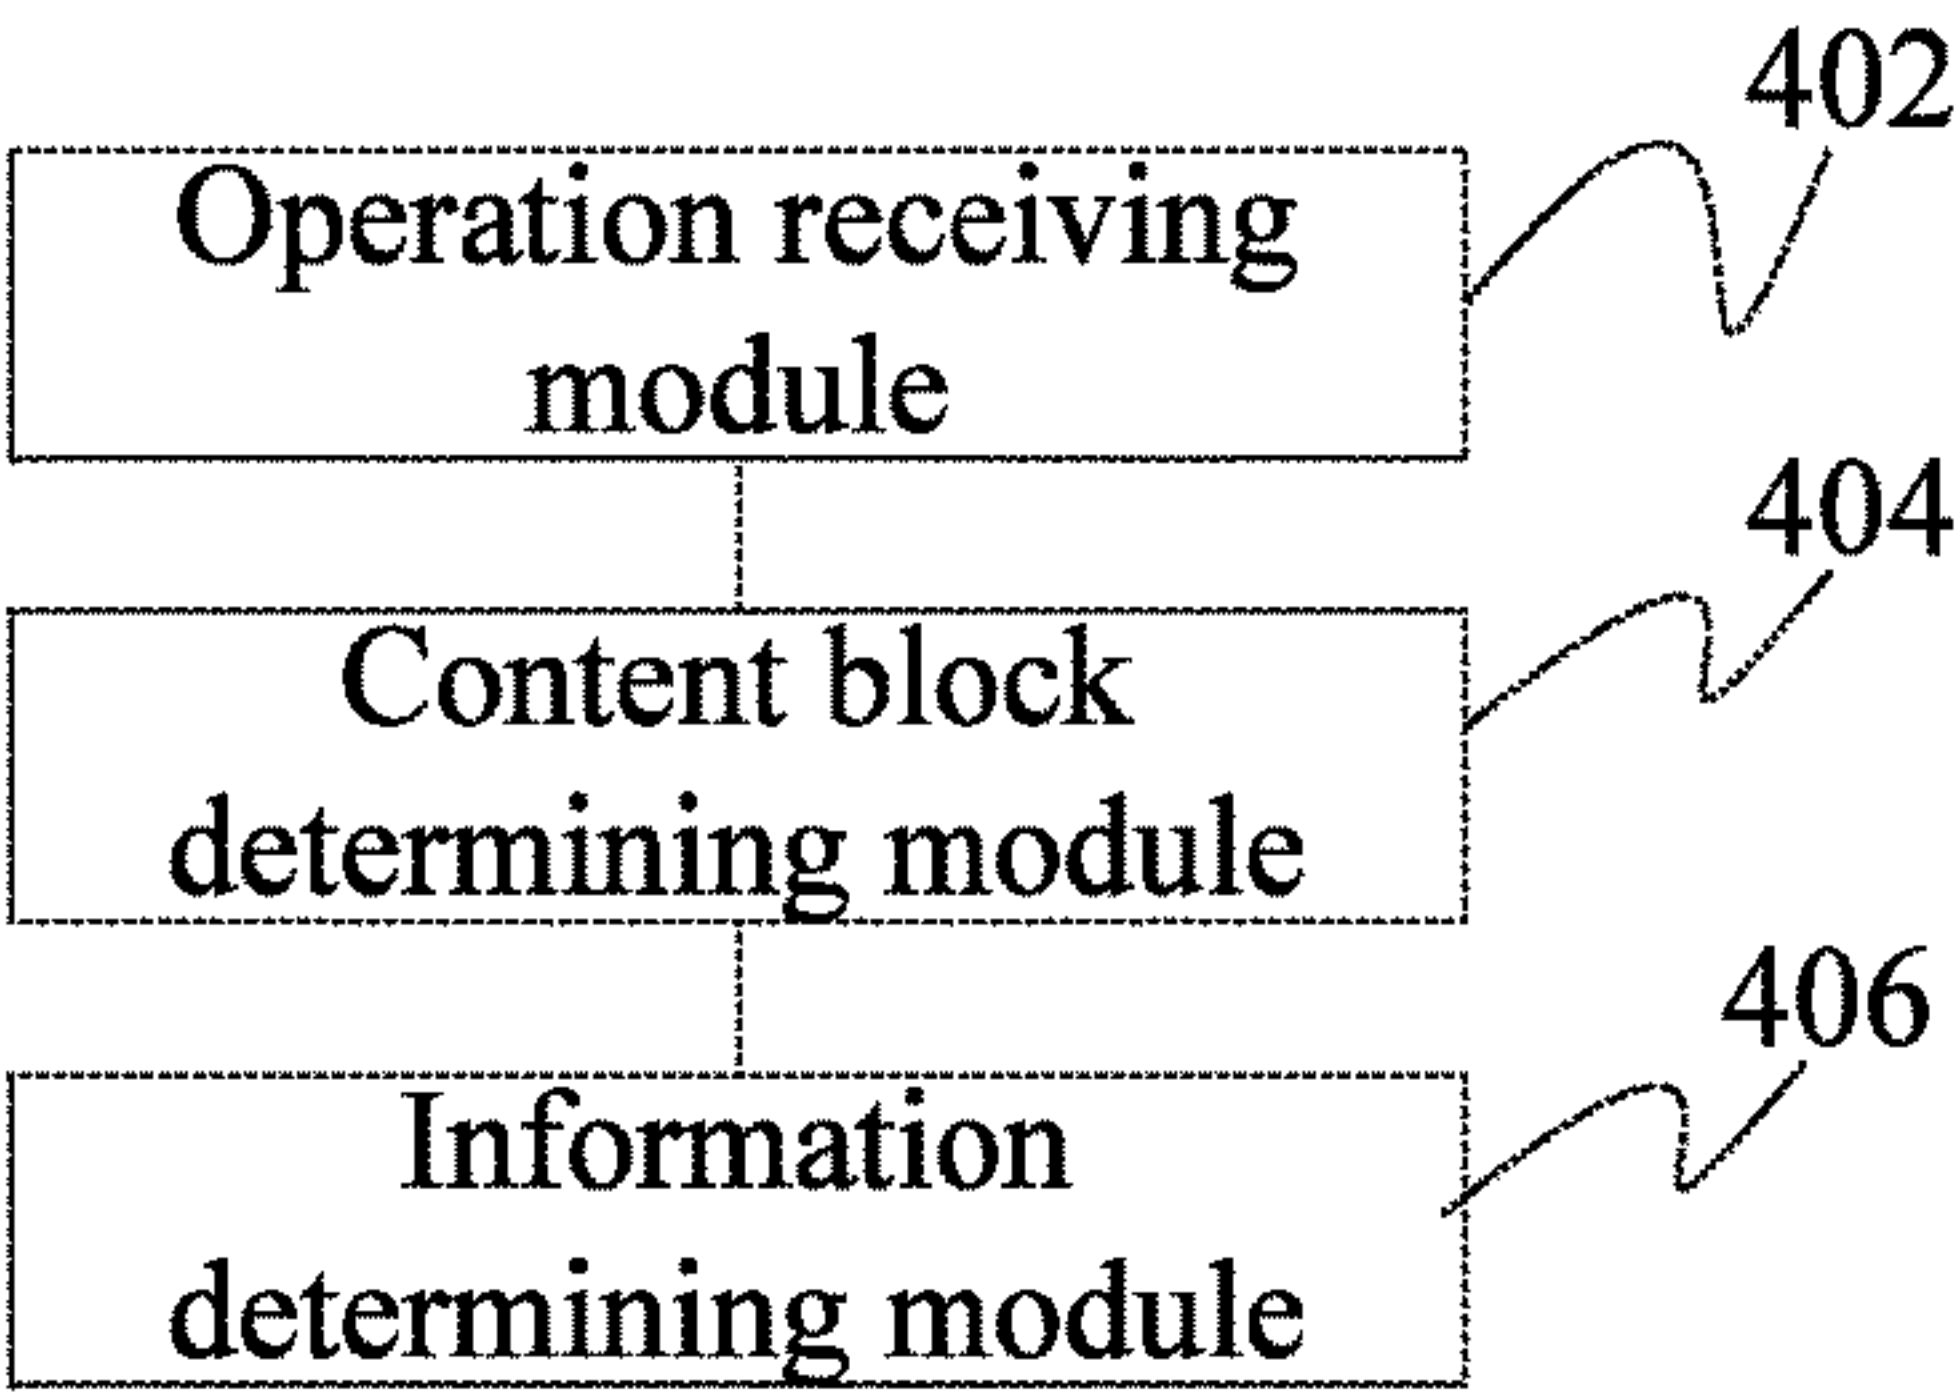 402
Operation receiving
module
404
Content block
determining module
406
Information
determining module